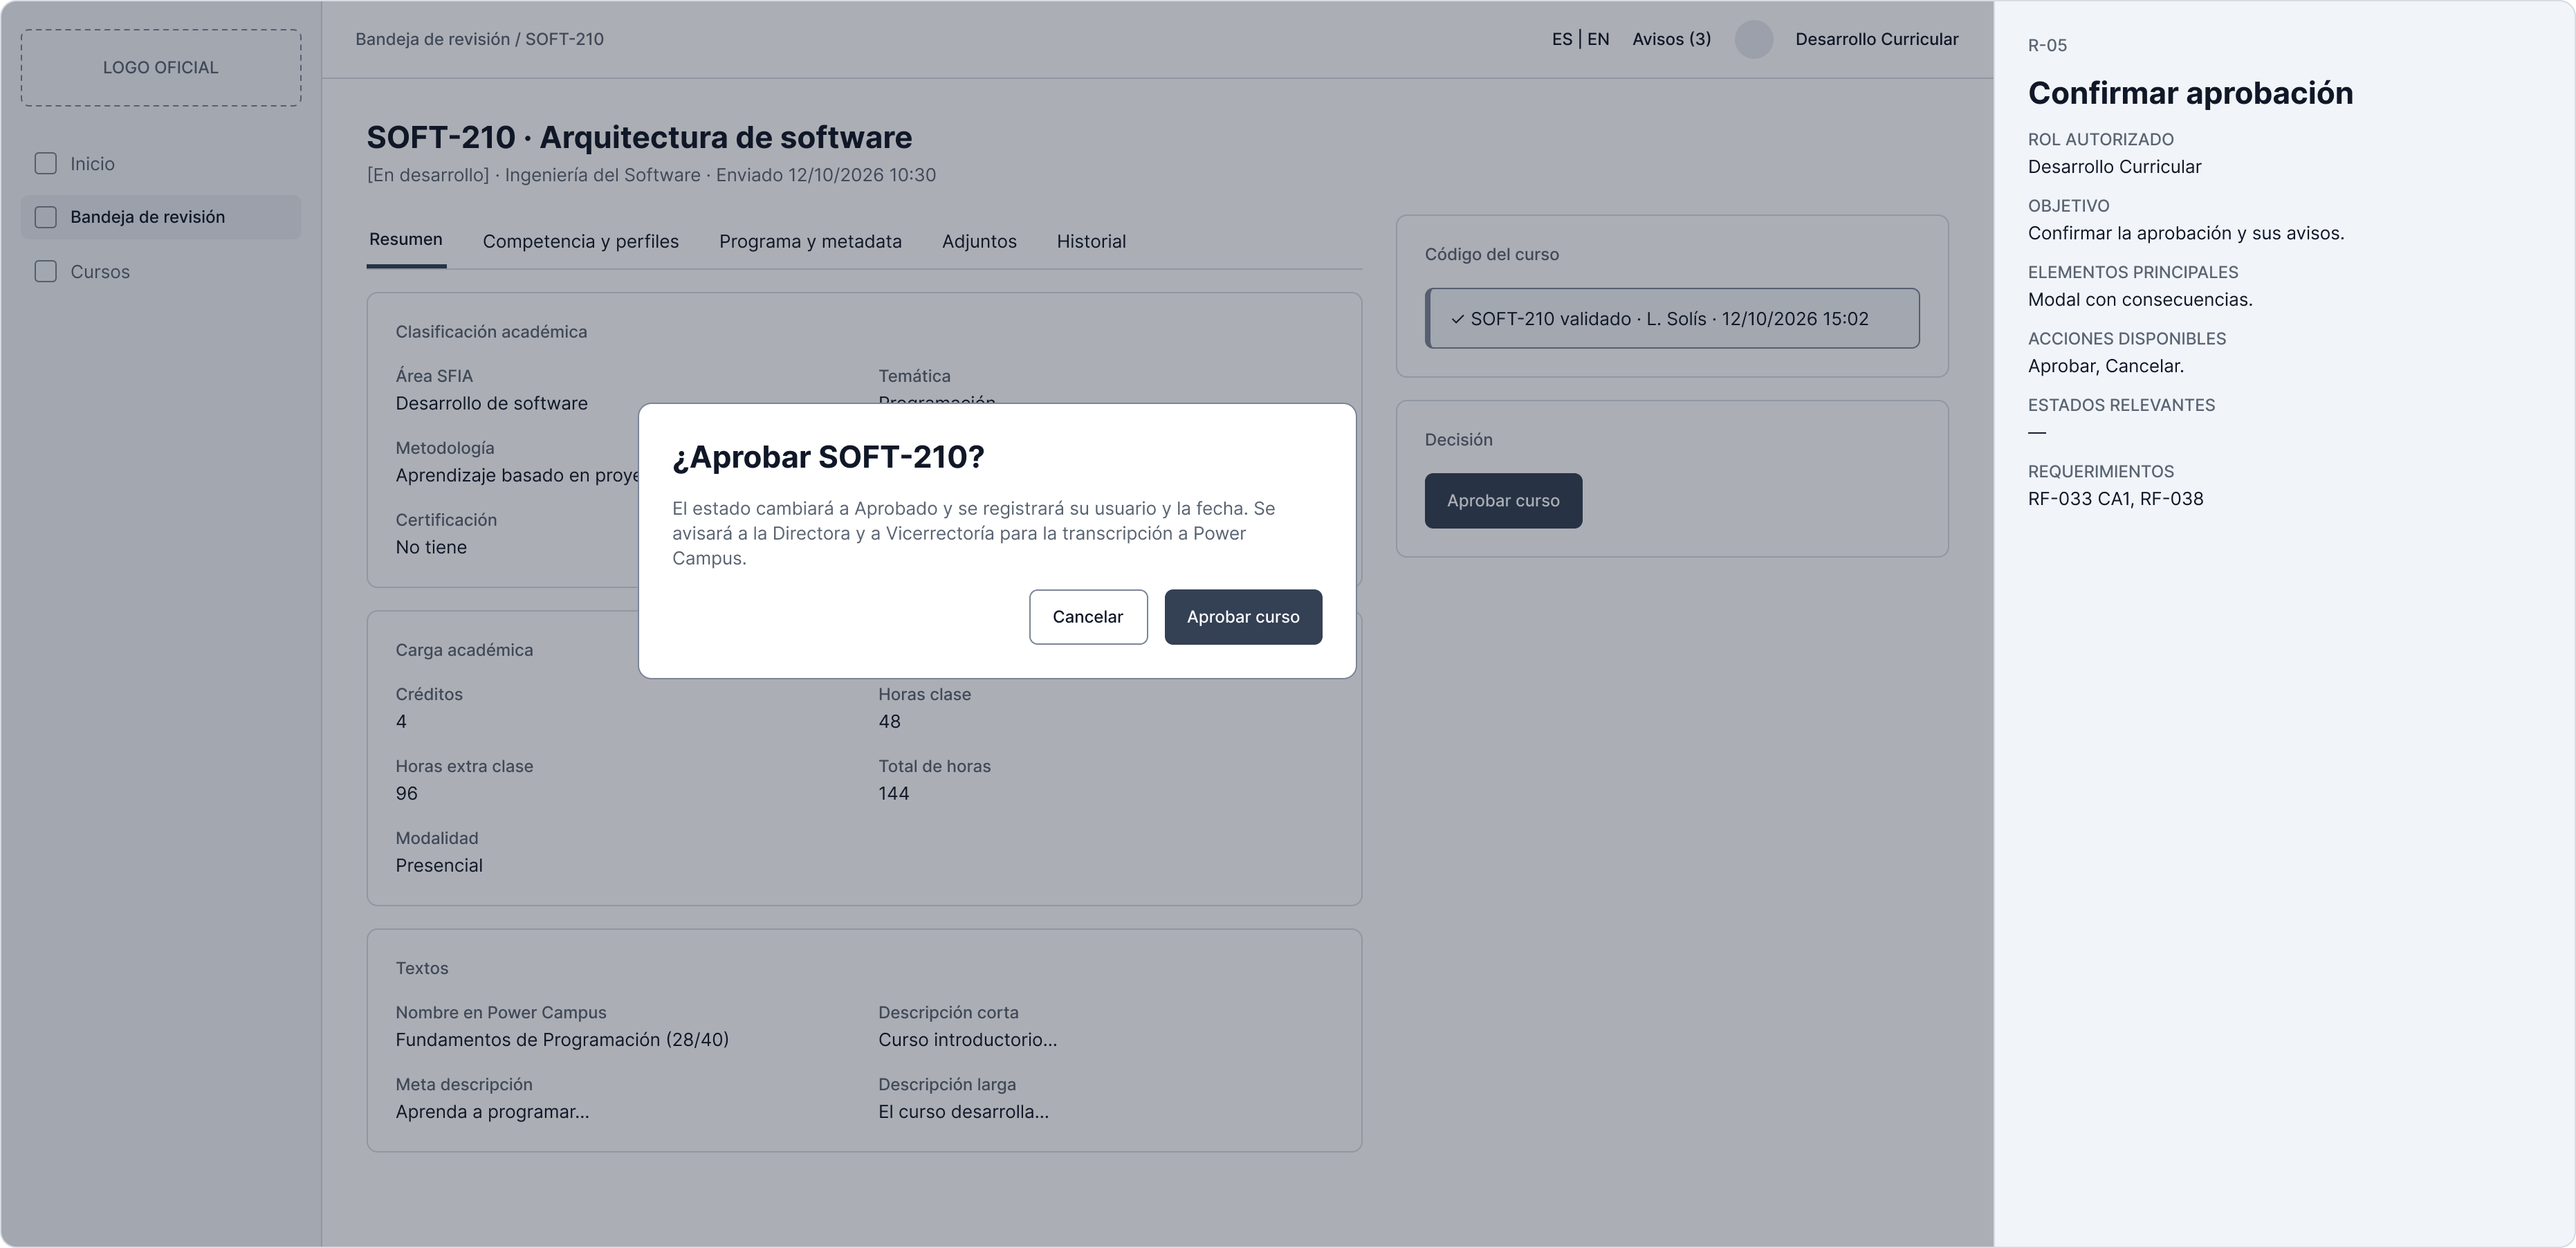 LOGO OFICIAL
Inicio
Bandeja de revisión
Cursos
Bandeja de revisión / SOFT-210
ES | EN
Avisos (3)
Desarrollo Curricular
SOFT-210 · Arquitectura de software
[En desarrollo] · Ingeniería del Software · Enviado 12/10/2026 10:30
Resumen
Competencia y perfiles
Programa y metadata
Adjuntos
Historial
Clasificación académica
Área SFIA
Desarrollo de software
Temática
Programación
Metodología
Aprendizaje basado en proye
Certificación
No tiene
¿Aprobar SOFT-210?
El estado cambiará a Aprobado y se registrará su usuario y la fecha. Se
avisará a la Directora y a Vicerrectoría para la transcripción a Power
Campus.
Cancelar
Aprobar curso
Carga académica
Créditos
4
Horas clase
48
Horas extra clase
96
Total de horas
144
Modalidad
Presencial
Textos
Nombre en Power Campus
Fundamentos de Programación (28/40)
Descripción corta
Curso introductorio...
Meta descripción
Aprenda a programar...
Descripción larga
El curso desarrolla...
Código del curso
✓ SOFT-210 validado · L. Solís · 12/10/2026 15:02
Decisión
Aprobar curso
R-05
Confirmar aprobación
ROL AUTORIZADO
Desarrollo Curricular
OBJETIVO
Confirmar la aprobación y sus avisos.
ELEMENTOS PRINCIPALES
Modal con consecuencias.
ACCIONES DISPONIBLES
Aprobar, Cancelar.
ESTADOS RELEVANTES
—
REQUERIMIENTOS
RF-033 CA1, RF-038